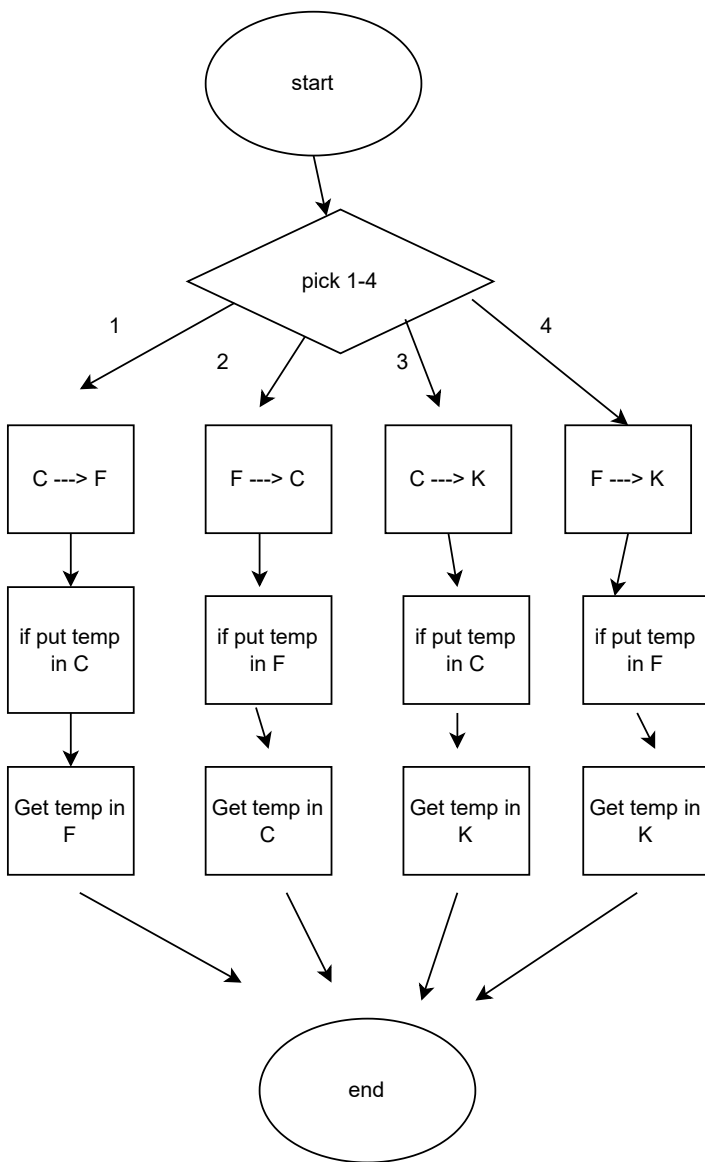 start
pick 1-4
1
2
3
4
C ---> F
F ---> C
C ---> K
F ---> K
if put temp
in C
if put temp
in F
if put temp
in C
if put temp
in F
Get temp in
F
Get temp in
C
Get temp in
K
Get temp in
K
end